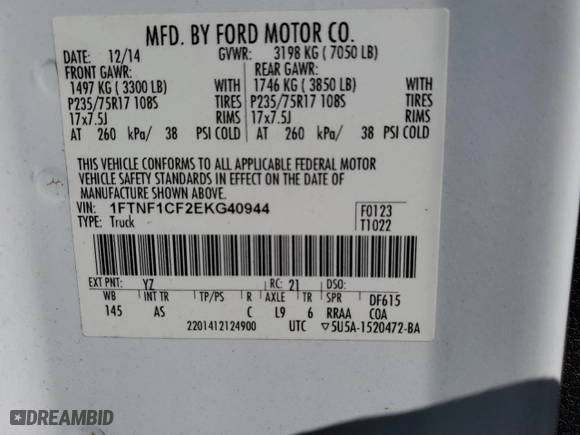 MFD. BY FORD MOTOR CO.
DATE: 12/14 GVWR: 3198 KG ( 7050 LB)
FRONT GAWR: REAR GAWR:
1497 KG ( 3300 LB) WITH 1746 KG ( 3850 LB) WITH
P235/75R17 108S TIRES P235/75R17 108S TIRES
17x7.5J RIMS 17x7.5J RIMS
AT 260 kPa/ 38 PSI COLD AT 260 kPa/ 38 PSI COLD
THIS VEHICLE CONFORMS TO ALL APPLICABLE FEDERAL MOTOR
VEHICLE SAFETY STANDARDS IN EFFECT ON THE DATE OF
MANUFACTURE SHOWN ABOVE.
VIN: 1FTNF1CF2EKG40944 F0123
TYPE: Truck T1022
EXT PNT: YZ RC: 21 DSO:
WB INT TR TP/PS R AXLE TR SPR DF615
145 AS C L9 6 RRAA COA
2201412124900 UTC ▽5U5A-1520472-BA
DREAMBID